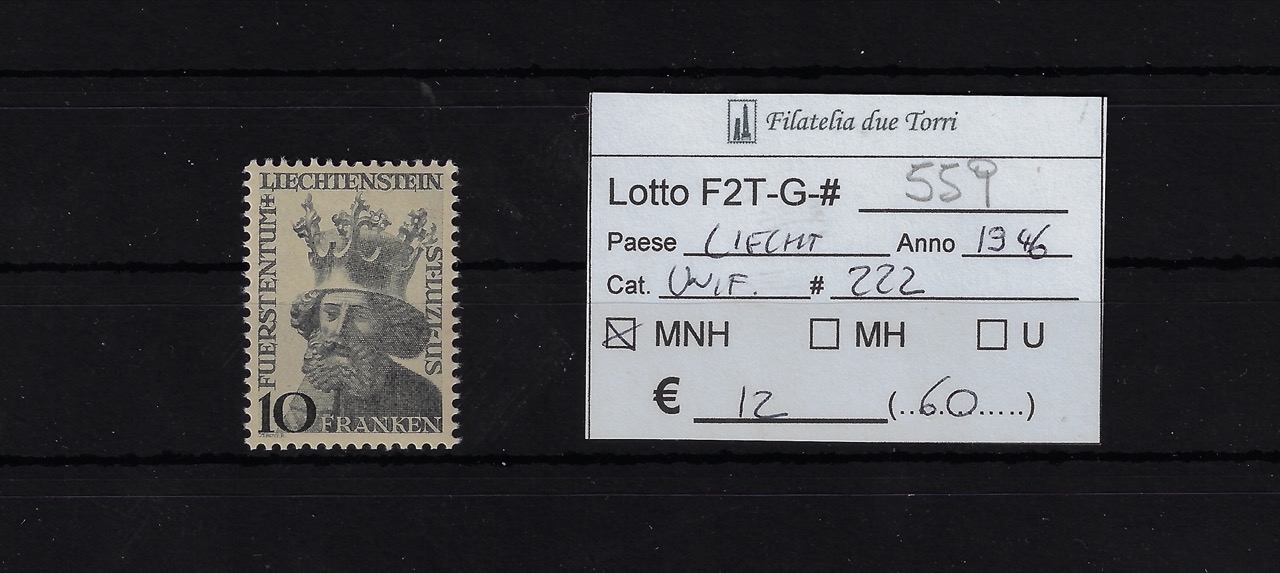 LIECHTENSTEIN
FUERSTENTUM
ST·LUZI·US
10 FRANKEN
Filatelia due Torri
Lotto F2T-G-# 559
Paese LIECHT Anno 1946
Cat. UNIF. # 222
☒ MNH ☐ MH ☐ U
€ 12 (..60.....)